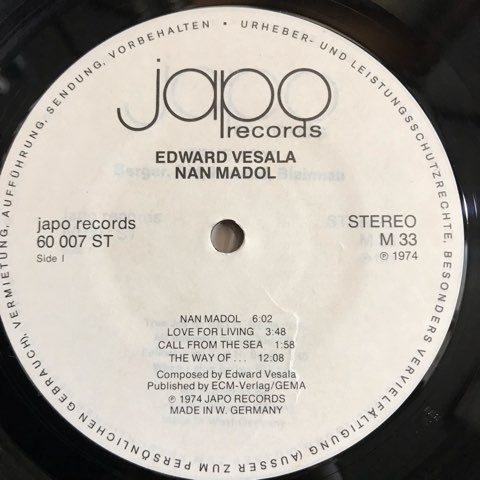 URHEBER- UND LEISTUNGSSCHUTZRECHTE, BESONDERS VERVIELFÄLTIGUNG (AUSSER ZUM PERSÖNLICHEN GEBRAUCH), VERMIETUNG, AUFFÜHRUNG, SENDUNG, VORBEHALTEN •
japo
records
EDWARD VESALA
NAN MADOL
japo records
60 007 ST
Side I
STEREO
M 33
℗ 1974
NAN MADOL 6:02
LOVE FOR LIVING 3:48
CALL FROM THE SEA 1:58
THE WAY OF . . . 12:08
Composed by Edward Vesala
Published by ECM-Verlag/GEMA
℗ 1974 JAPO RECORDS
MADE IN W. GERMANY